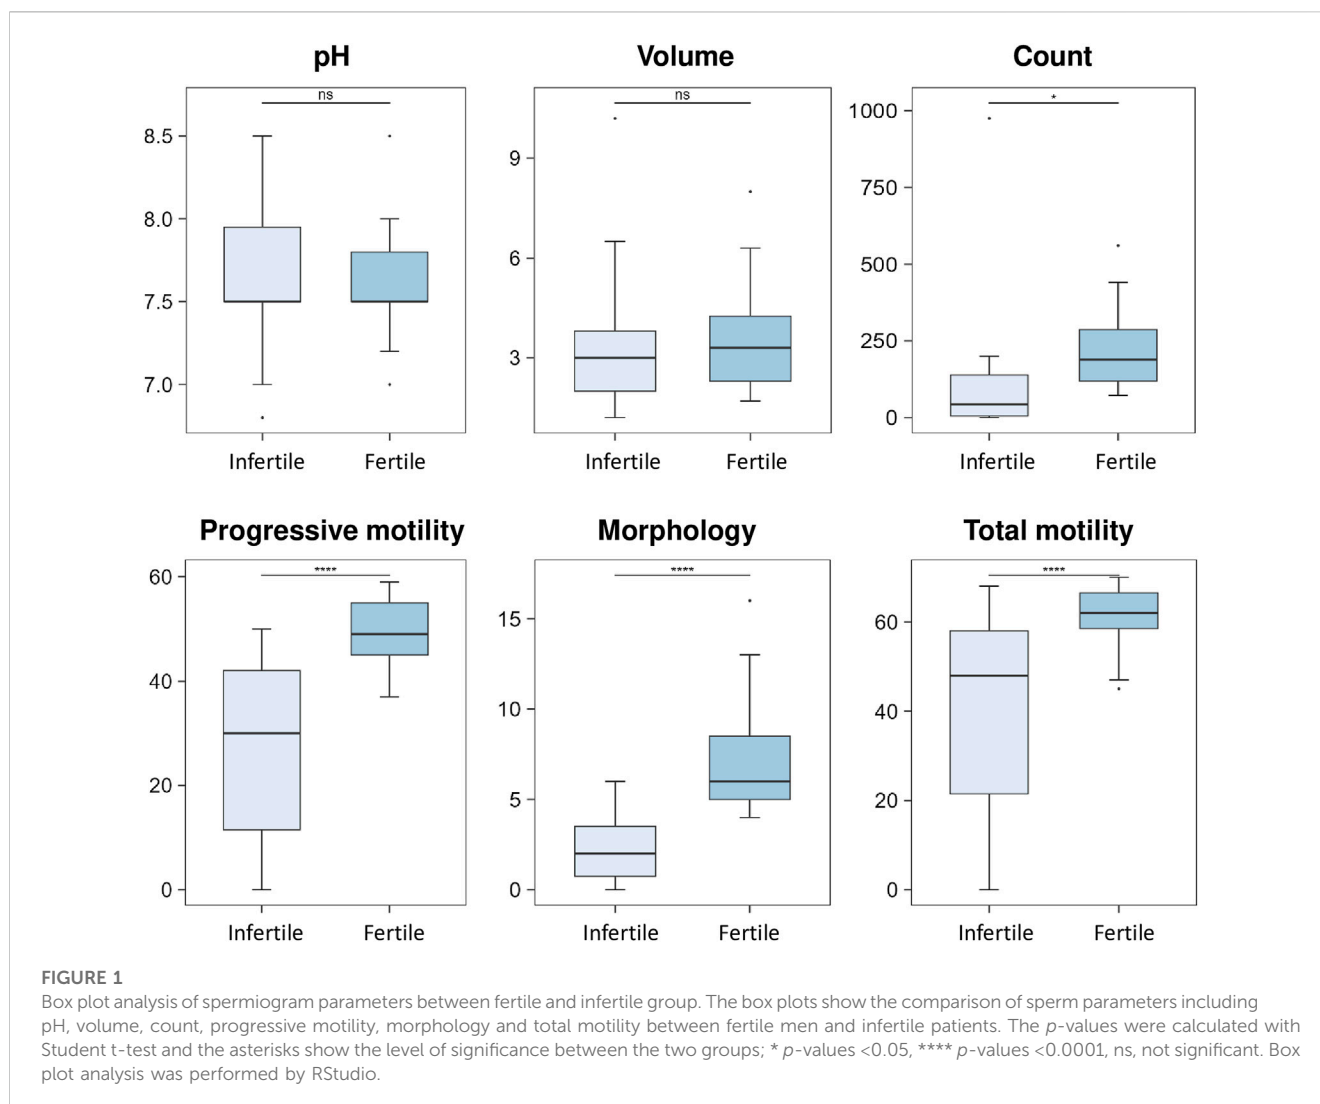 pH Volume Count
ns ns *
8.5
8.0
7.5
7.0
9
6
3
1000
750
500
250
0
Infertile Fertile Infertile Fertile Infertile Fertile
Progressive motility Morphology Total motility
**** **** ****
60
40
20
0
15
10
5
0
60
40
20
0
Infertile Fertile Infertile Fertile Infertile Fertile
FIGURE 1
Box plot analysis of spermiogram parameters between fertile and infertile group. The box plots show the comparison of sperm parameters including
pH, volume, count, progressive motility, morphology and total motility between fertile men and infertile patients. The p-values were calculated with
Student t-test and the asterisks show the level of significance between the two groups; * p-values <0.05, **** p-values <0.0001, ns, not significant. Box
plot analysis was performed by RStudio.